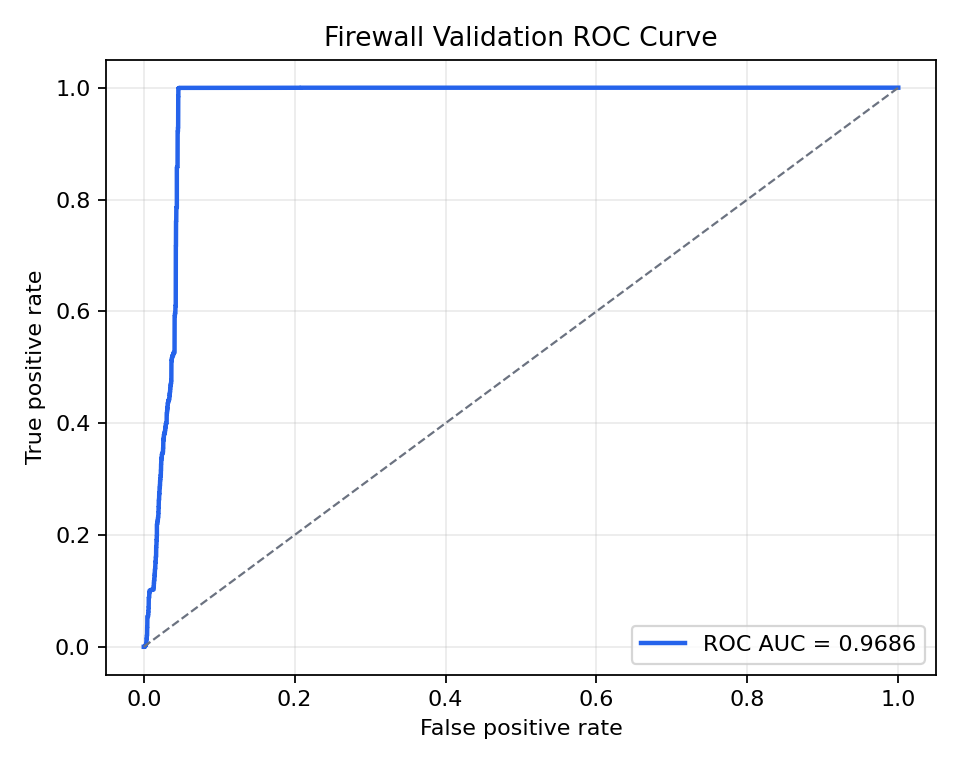 Firewall Validation ROC Curve
1.0
0.8
0.6
0.4
0.2
0.0
True positive rate
0.0 0.2 0.4 0.6 0.8 1.0
False positive rate
ROC AUC = 0.9686